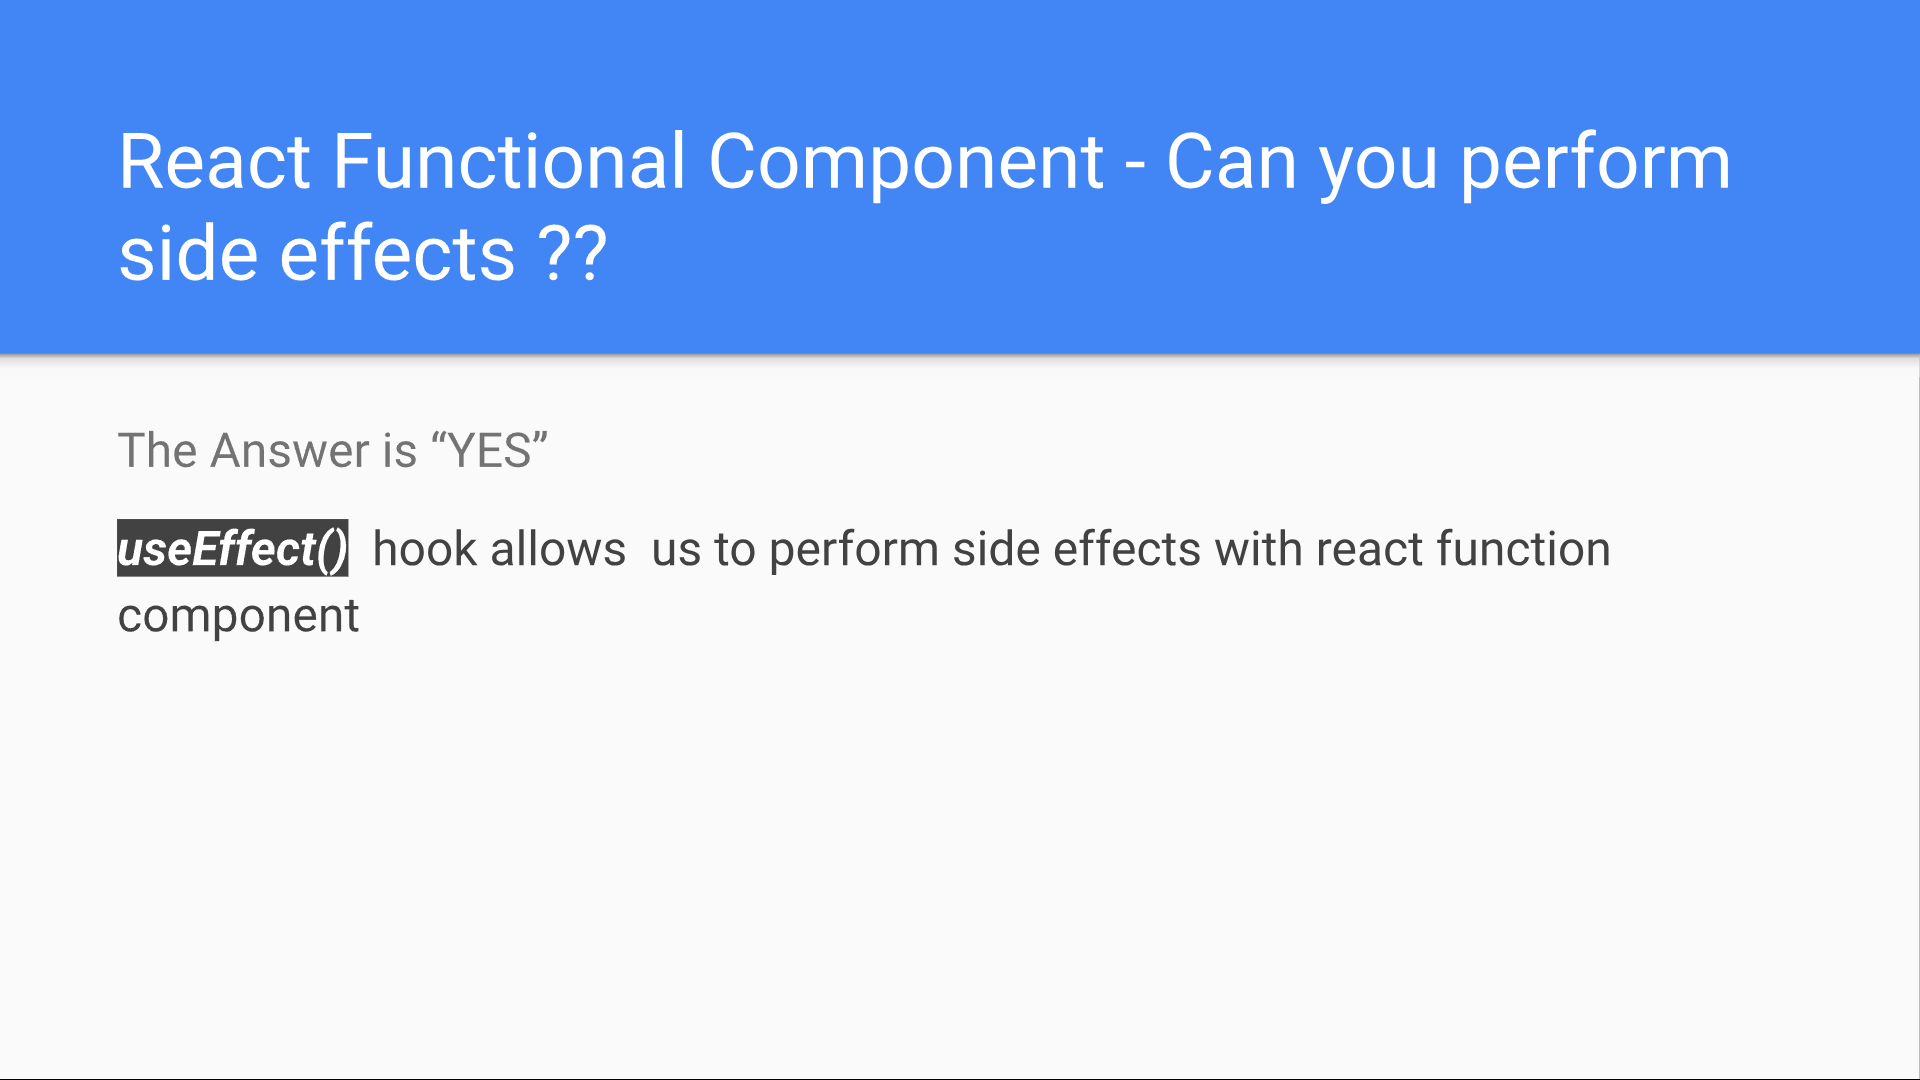 React Functional Component - Can you perform
side effects ??
The Answer is “YES”
useEffect()  hook allows  us to perform side effects with react function
component